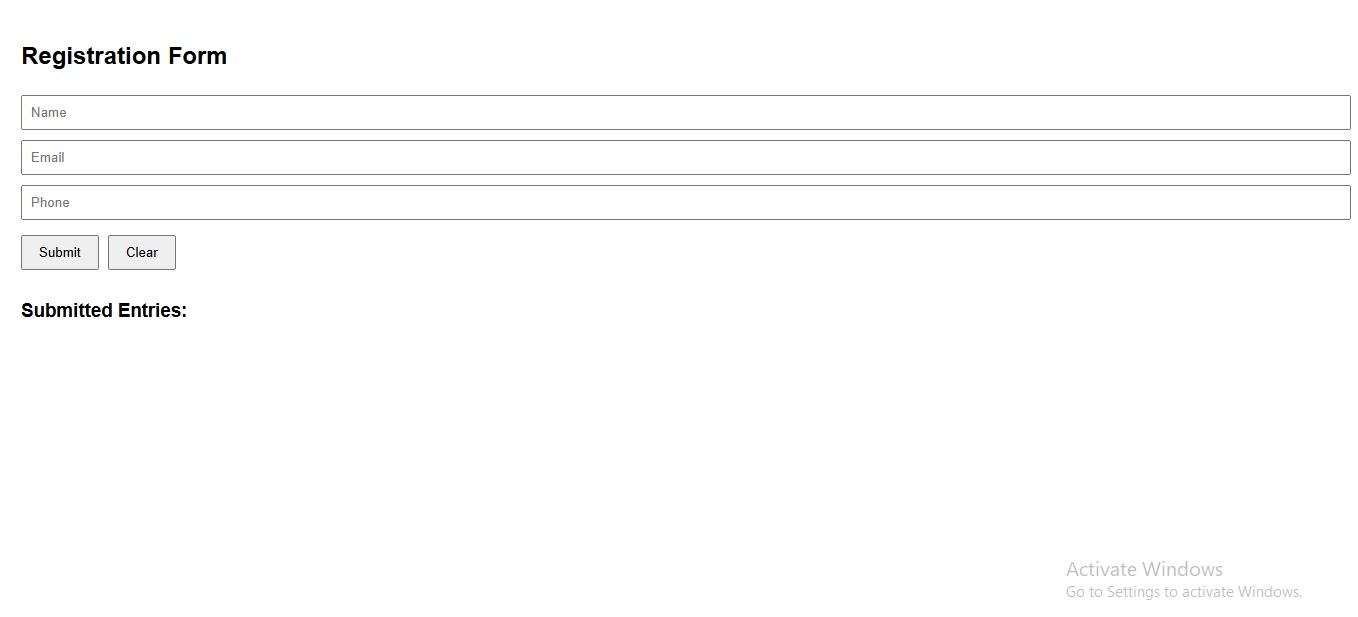 Registration Form
Name
Email
Phone
Submit Clear
Submitted Entries:
Activate Windows
Go to Settings to activate Windows.